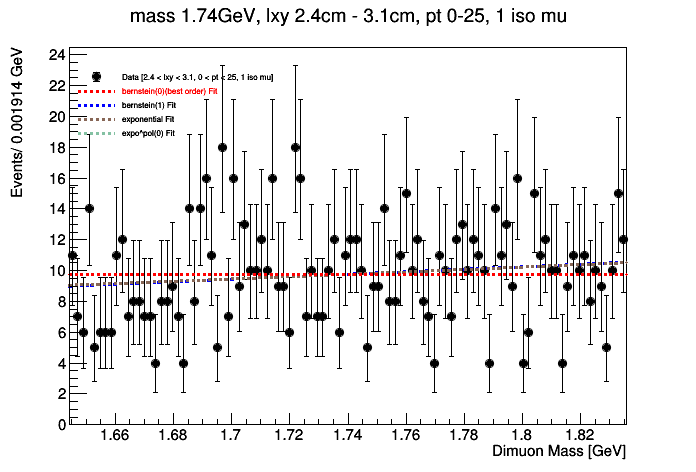 mass 1.74GeV, lxy 2.4cm - 3.1cm, pt 0-25, 1 iso mu
Events/ 0.001914 GeV
24
22
20
18
16
14
12
10
8
6
4
2
0
Data [2.4 < lxy < 3.1, 0 < pt < 25, 1 iso mu]
bernstein(0)(best order) Fit
bernstein(1) Fit
exponential Fit
expo^pol(0) Fit
1.66 1.68 1.7 1.72 1.74 1.76 1.78 1.8 1.82
Dimuon Mass [GeV]